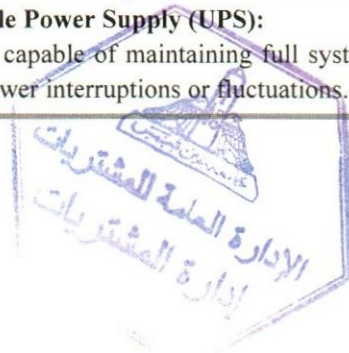 le Power Supply (UPS):
capable of maintaining full syst
wer interruptions or fluctuations.
الإدارة العامة للمشتريات
إدارة المشتريات